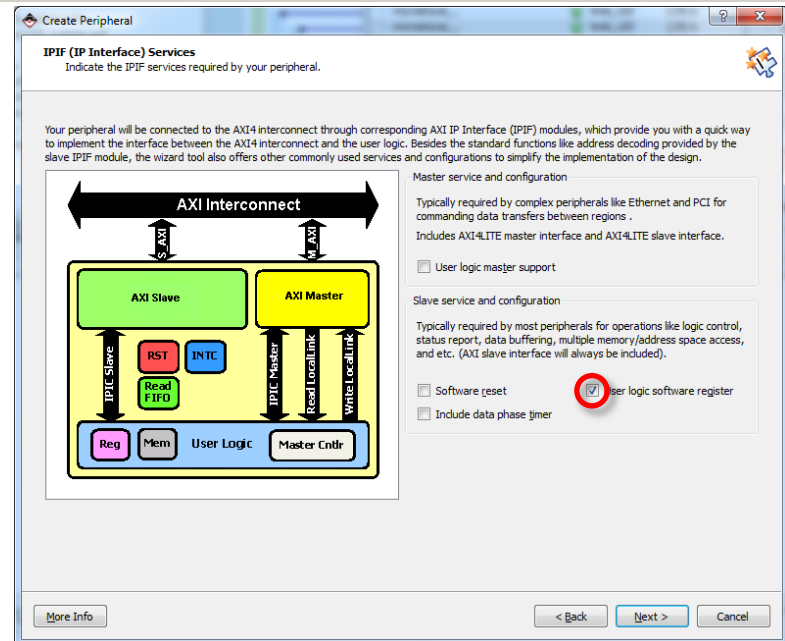 Create Peripheral
IPIF (IP Interface) Services
Indicate the IPIF services required by your peripheral.
Your peripheral will be connected to the AXI4 interconnect through corresponding AXI IP Interface (IPIF) modules, which provide you with a quick way
to implement the interface between the AXI4 interconnect and the user logic. Besides the standard functions like address decoding provided by the
slave IPIF module, the wizard tool also offers other commonly used services and configurations to simplify the implementation of the design.
AXI Interconnect
S_AXI
M_AXI
AXI Slave
AXI Master
IPIC Slave
RST
INTC
Read
FIFO
IPIC Master
Read LocalLink
Write LocalLink
Reg
Mem
User Logic
Master Cntlr
Master service and configuration
Typically required by complex peripherals like Ethernet and PCI for
commanding data transfers between regions .
Includes AXI4LITE master interface and AXI4LITE slave interface.
User logic master support
Slave service and configuration
Typically required by most peripherals for operations like logic control,
status report, data buffering, multiple memory/address space access,
and etc. (AXI slave interface will always be included).
Software reset
User logic software register
Include data phase timer
More Info
< Back
Next >
Cancel